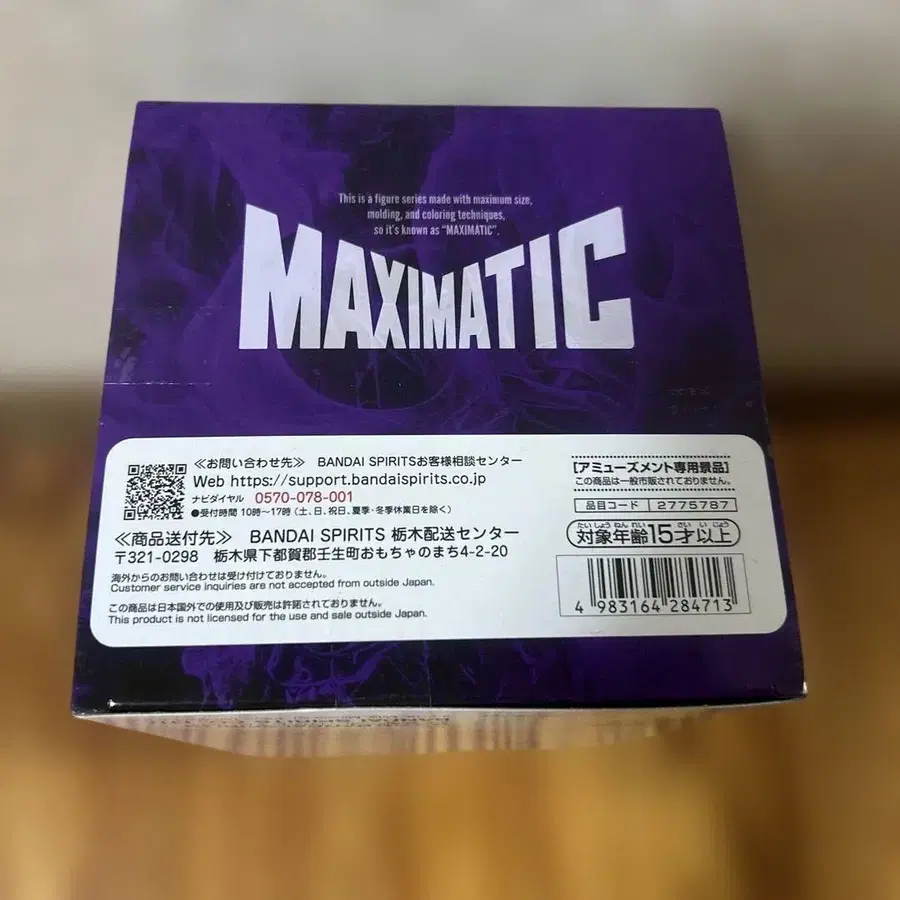 This is a figure series made with maximum size,
molding, and coloring techniques,
so it's known as "MAXIMATIC".
MAXIMATIC
≪お問い合わせ先≫ BANDAI SPIRITSお客様相談センター
Web https://support.bandaispirits.co.jp
ナビダイヤル 0570-078-001
●受付時間 10時～17時 (土、日、祝日、夏季・冬季休業日を除く)
≪商品送付先≫ BANDAI SPIRITS 栃木配送センター
〒321-0298 栃木県下都賀郡壬生町おもちゃのまち4-2-20
海外からのお問い合わせは受け付けておりません。
Customer service inquiries are not accepted from outside Japan.
この商品は日本国外での使用及び販売は許諾されておりません。
This product is not licensed for the use and sale outside Japan.
[アミューズメント専用景品]
この商品は一般市販されておりません。
品目コード 2775787
たいしょうねんれい さいいじょう
対象年齢15才以上
4 983164 284713